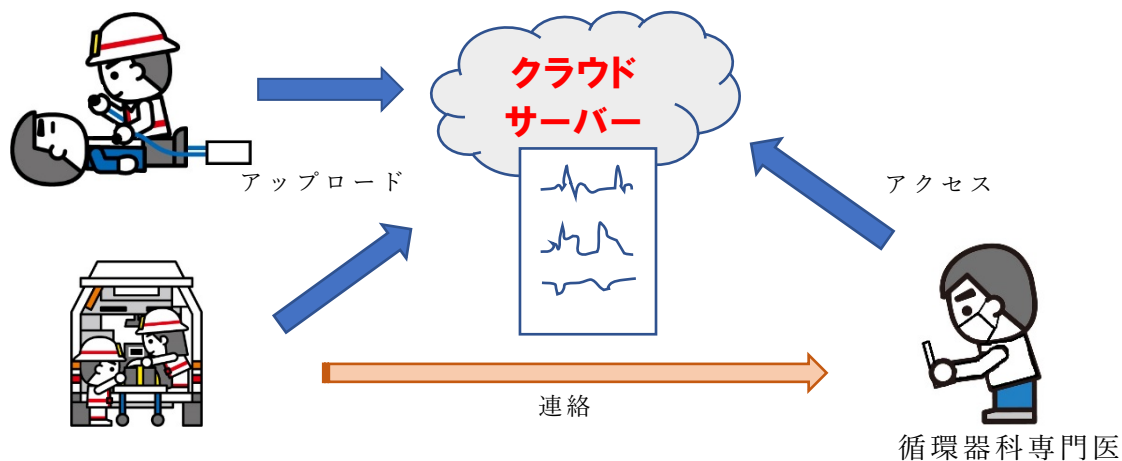 クラウド
サーバー
アップロード
アクセス
連絡
循環器科専門医